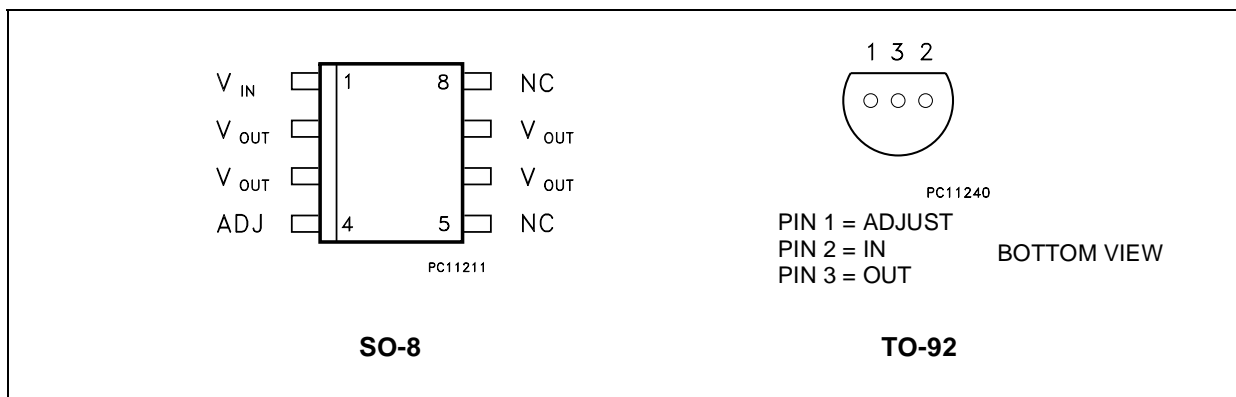 V IN 1 8 NC
V OUT V OUT
V OUT V OUT
ADJ 4 5 NC
PC11211
SO-8
1 3 2
PC11240
PIN 1 = ADJUST
PIN 2 = IN
PIN 3 = OUT
BOTTOM VIEW
TO-92